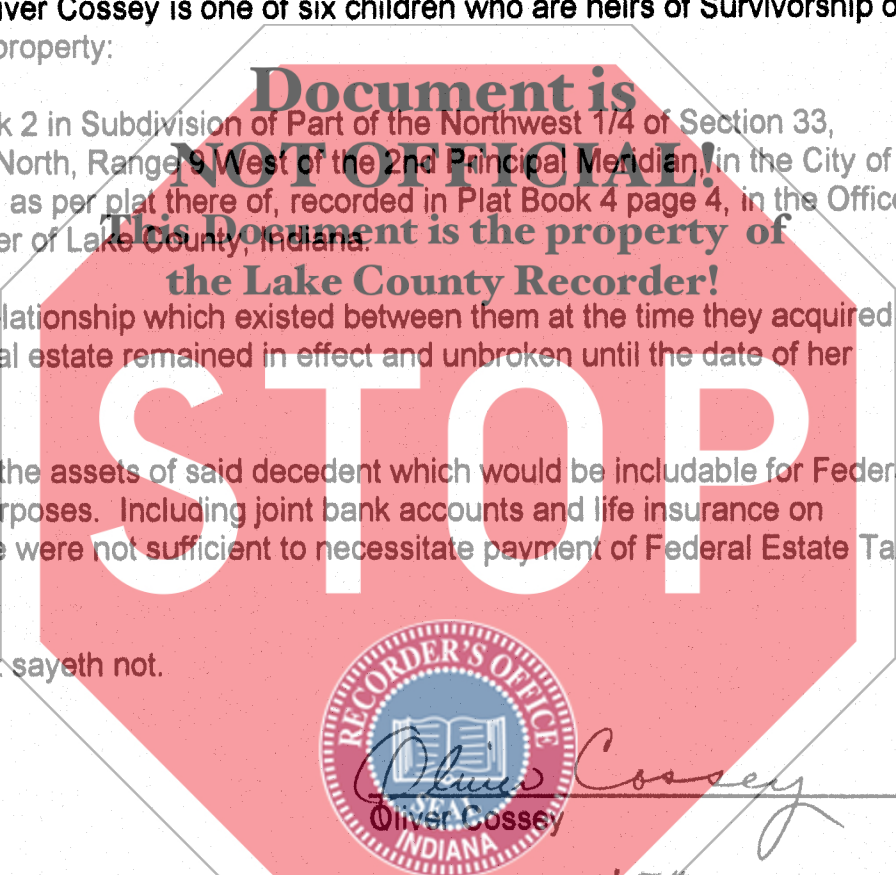 iver Cossey is one of six children who are heirs of Survivorship o
property:
Document is
k 2 in Subdivision of Part of the Northwest 1/4 of Section 33,
NOT OFFICIAL!
North, Range 9 West of the 2nd Principal Meridian, in the City of
as per plat there of, recorded in Plat Book 4 page 4, in the Office
This Document is the property of
er of Lake County, Indiana.
the Lake County Recorder!
lationship which existed between them at the time they acquired
al estate remained in effect and unbroken until the date of her
STOP
the assets of said decedent which would be includable for Feder
rposes. Including joint bank accounts and life insurance on
e were not sufficient to necessitate payment of Federal Estate Ta
sayeth not.
RECORDER'S OFFICE
Oliver Cossey
SEAL
Oliver Cossey
INDIANA